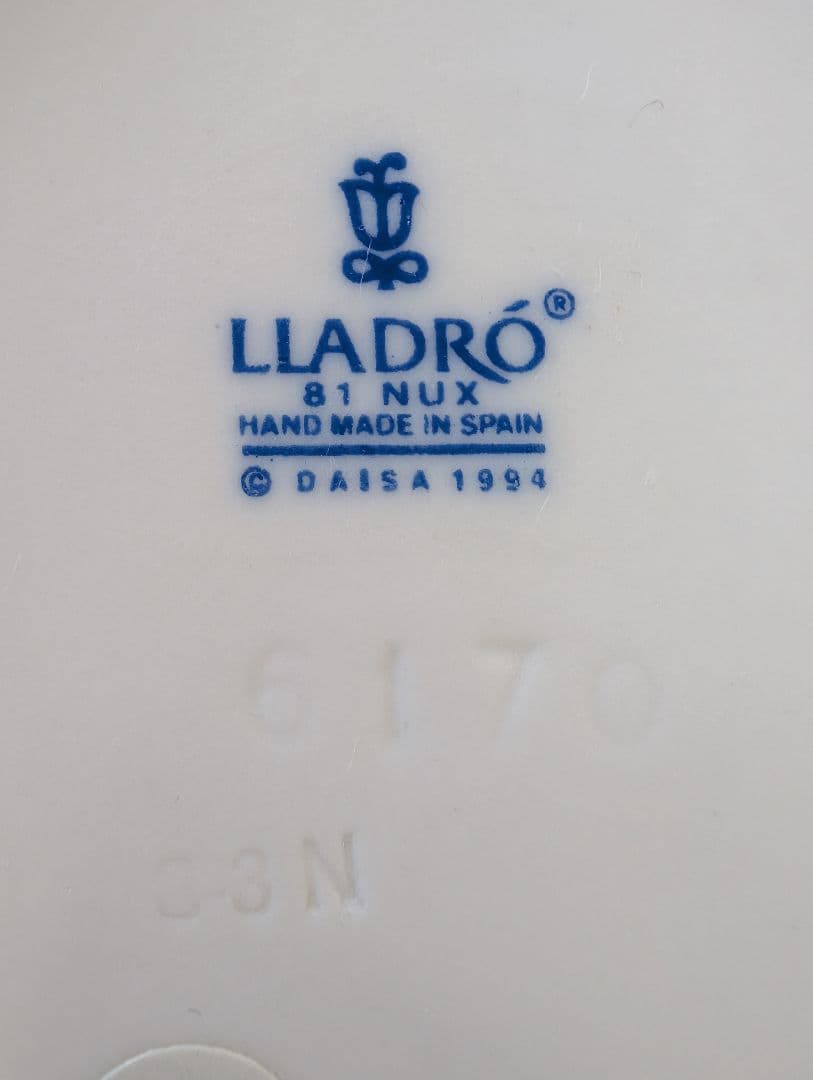 LLADRÓ®
81 NUX
HAND MADE IN SPAIN
© DAISA 1994
6170